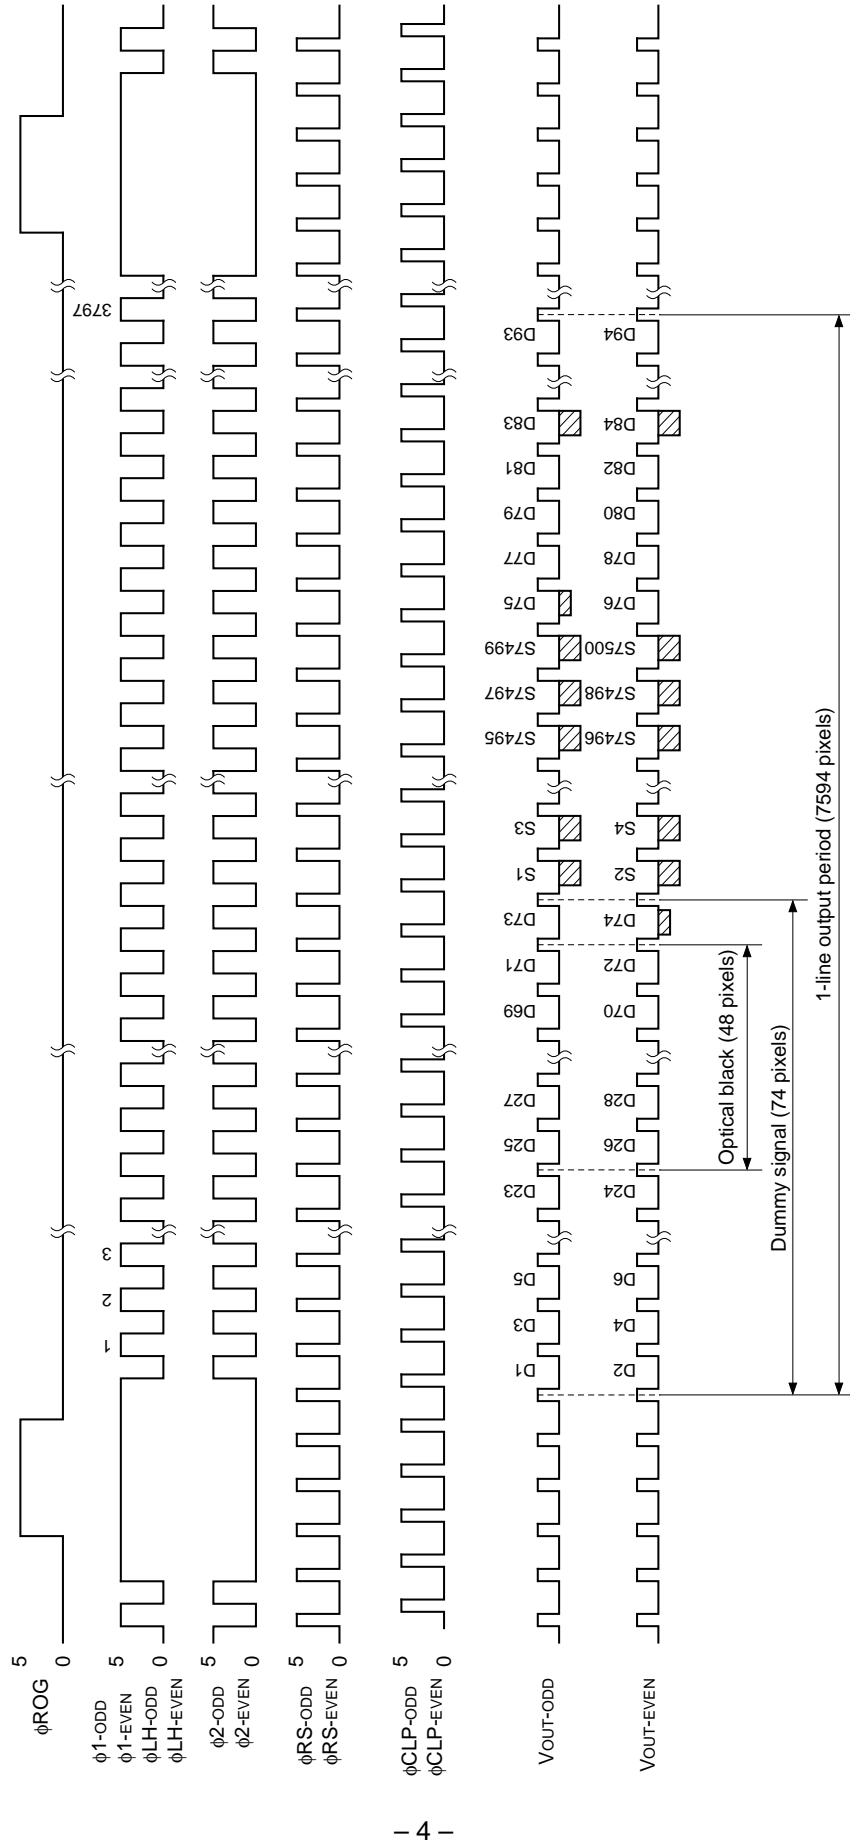 φROG
5
0
φ1-ODD
φ1-EVEN
φLH-ODD
φLH-EVEN
5
0
1
2
3
3797
φ2-ODD
φ2-EVEN
5
0
φRS-ODD
φRS-EVEN
5
0
φCLP-ODD
φCLP-EVEN
5
0
VOUT-ODD
D1
D3
D5
D23
D25
D27
D69
D71
D73
S1
S3
S7495
S7497
S7499
D75
D77
D79
D81
D83
D93
VOUT-EVEN
D2
D4
D6
D24
D26
D28
D70
D72
D74
S2
S4
S7496
S7498
S7500
D76
D78
D80
D82
D84
D94
Optical black (48 pixels)
Dummy signal (74 pixels)
1-line output period (7594 pixels)
– 4 –